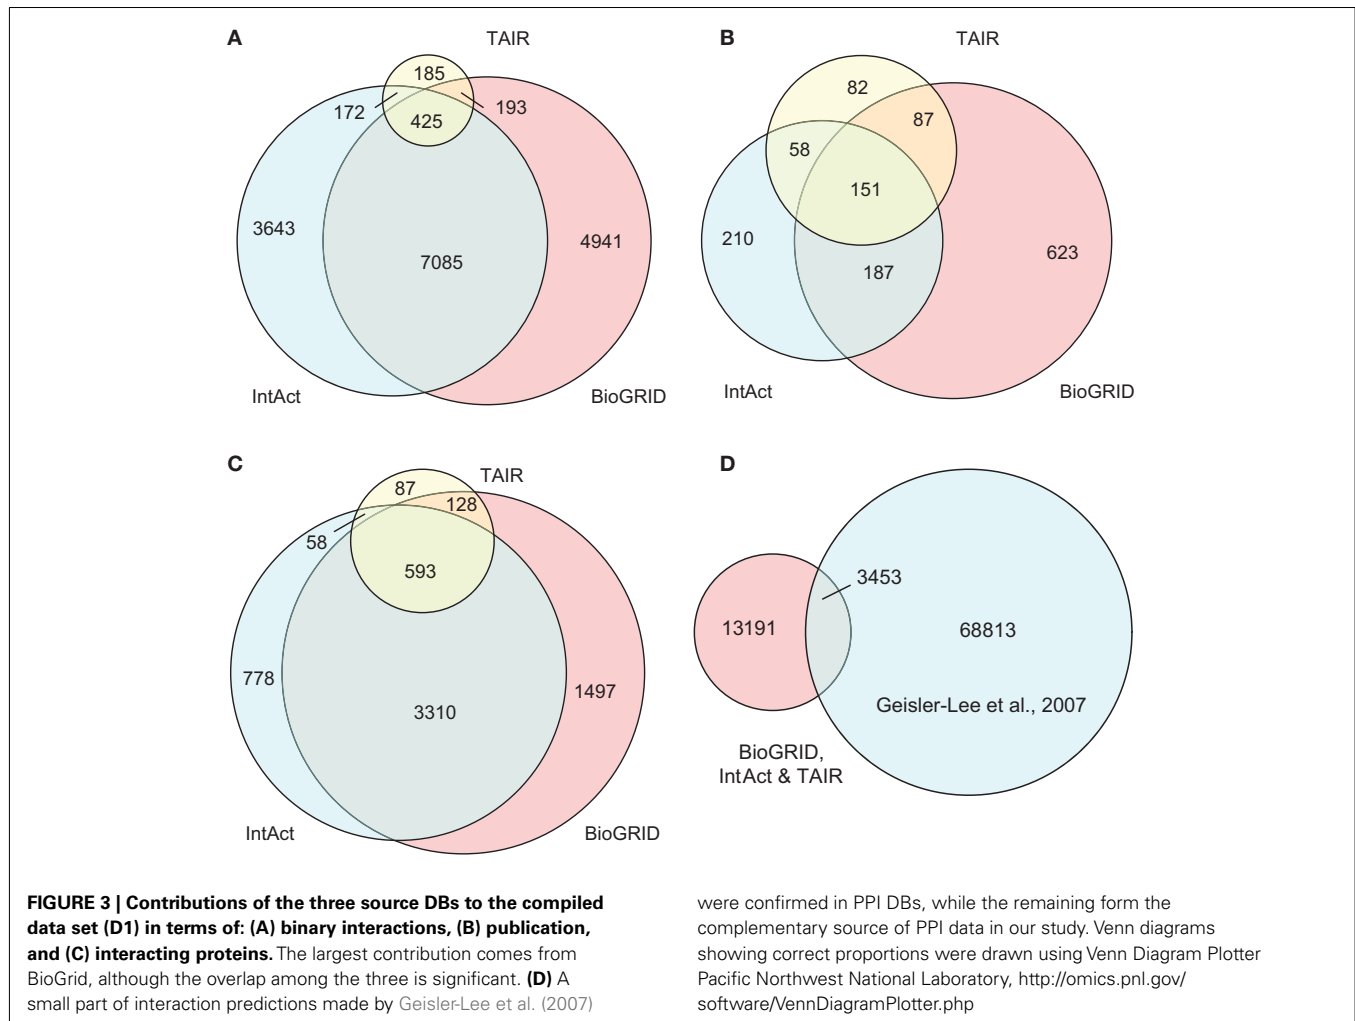 A
TAIR
185
172
193
425
3643
7085
4941
IntAct
BioGRID
B
TAIR
82
87
58
151
210
187
623
IntAct
BioGRID
C
TAIR
87
128
58
593
778
3310
1497
IntAct
BioGRID
D
3453
13191
68813
Geisler-Lee et al., 2007
BioGRID,
IntAct & TAIR
FIGURE 3 | Contributions of the three source DBs to the compiled
data set (D1) in terms of: (A) binary interactions, (B) publication,
and (C) interacting proteins. The largest contribution comes from
BioGrid, although the overlap among the three is significant. (D) A
small part of interaction predictions made by Geisler-Lee et al. (2007)
were confirmed in PPI DBs, while the remaining form the
complementary source of PPI data in our study. Venn diagrams
showing correct proportions were drawn using Venn Diagram Plotter
Pacific Northwest National Laboratory, http://omics.pnl.gov/
software/VennDiagramPlotter.php